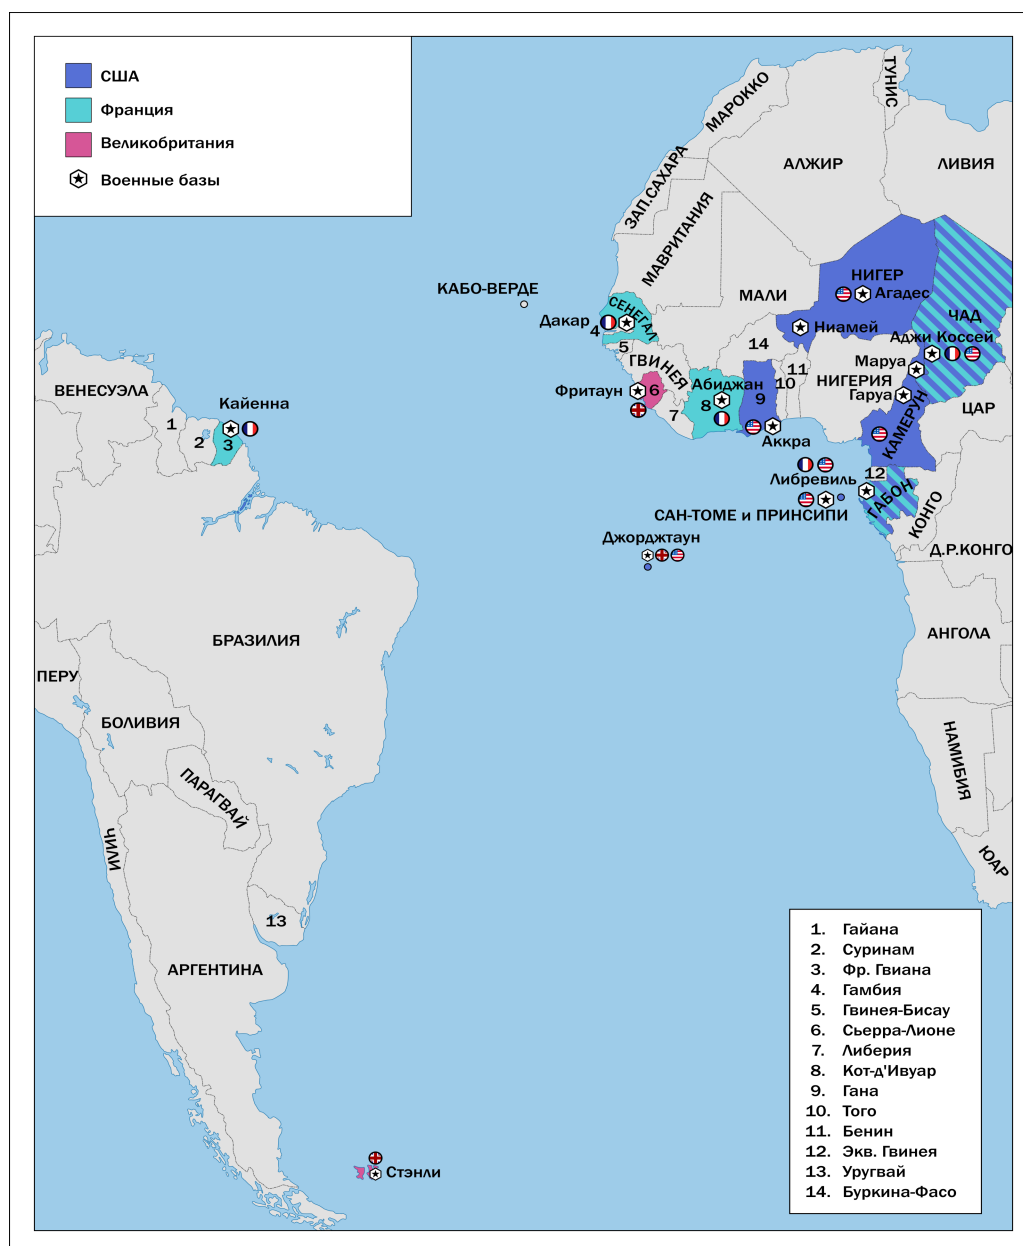 США
Франция
Великобритания
Военные базы
ТУНИС
МАРОККО
АЛЖИР
ЛИВИЯ
ЗАП.САХАРА
МАВРИТАНИЯ
МАЛИ
НИГЕР
Агадес
ЧАД
КАБО-ВЕРДЕ
СЕНЕГАЛ
Дакар
4
Ниамей
Аджи Коссей
5
14
ГВИНЕЯ
Маруа
11
10
НИГЕРИЯ
Гаруа
ВЕНЕСУЭЛА
Фритаун
6
Абиджан
8
9
7
КАМЕРУН
ЦАР
Кайенна
1
2
3
Аккра
12
Либревиль
ГАБОН
КОНГО
САН-ТОМЕ и ПРИНСИПИ
Джорджтаун
Д.Р.КОНГО
БРАЗИЛИЯ
АНГОЛА
ПЕРУ
БОЛИВИЯ
НАМИБИЯ
ПАРАГВАЙ
ЧИЛИ
ЮАР
13
АРГЕНТИНА
Стэнли
1. Гайана
2. Суринам
3. Фр. Гвиана
4. Гамбия
5. Гвинея-Бисау
6. Сьерра-Лионе
7. Либерия
8. Кот-д'Ивуар
9. Гана
10. Того
11. Бенин
12. Экв. Гвинея
13. Уругвай
14. Буркина-Фасо